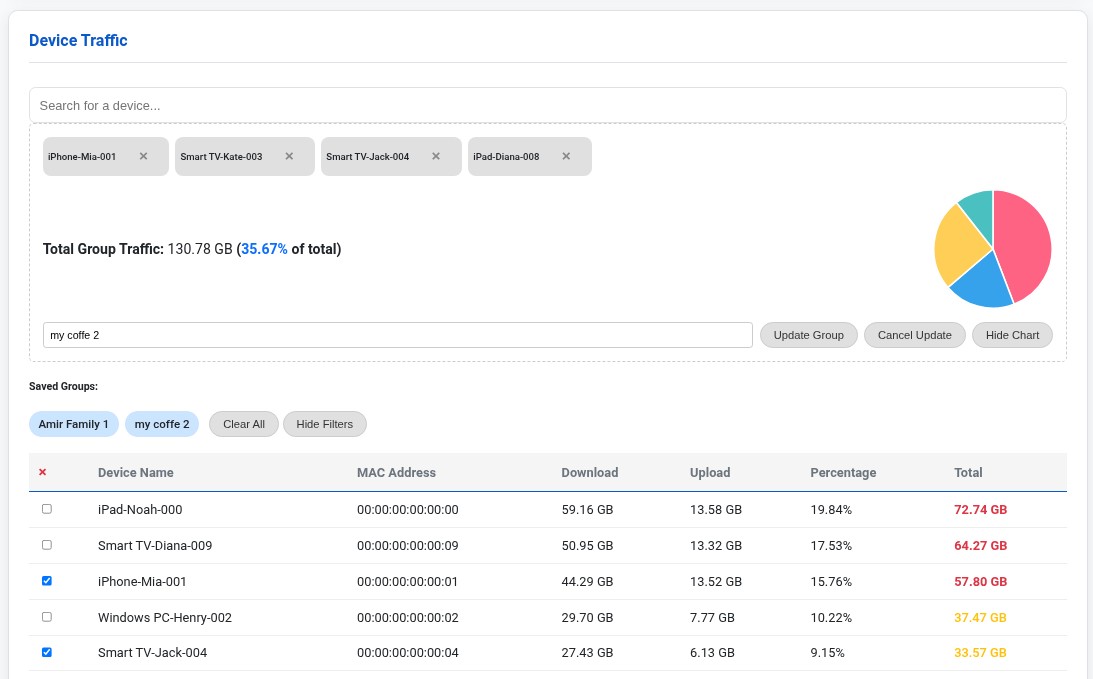 Device Traffic
Search for a device...
iPhone-Mia-001 × Smart TV-Kate-003 × Smart TV-Jack-004 × iPad-Diana-008 ×
Total Group Traffic: 130.78 GB (35.67% of total)
my coffe 2 Update Group Cancel Update Hide Chart
Saved Groups:
Amir Family 1 my coffe 2 Clear All Hide Filters
× Device Name MAC Address Download Upload Percentage Total
iPad-Noah-000 00:00:00:00:00:00 59.16 GB 13.58 GB 19.84% 72.74 GB
Smart TV-Diana-009 00:00:00:00:00:09 50.95 GB 13.32 GB 17.53% 64.27 GB
iPhone-Mia-001 00:00:00:00:00:01 44.29 GB 13.52 GB 15.76% 57.80 GB
Windows PC-Henry-002 00:00:00:00:00:02 29.70 GB 7.77 GB 10.22% 37.47 GB
Smart TV-Jack-004 00:00:00:00:00:04 27.43 GB 6.13 GB 9.15% 33.57 GB